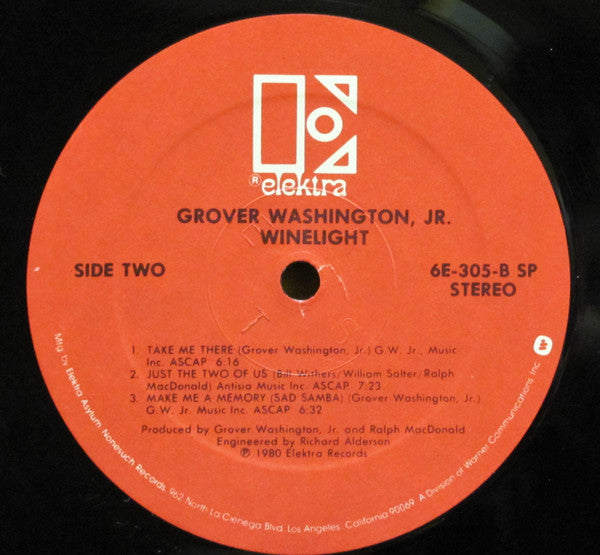 ® elektra
GROVER WASHINGTON, JR.
WINELIGHT
SIDE TWO
6E-305-B SP
STEREO
1. TAKE ME THERE (Grover Washington, Jr.) G.W. Jr., Music
Inc. ASCAP 6:16
2. JUST THE TWO OF US (Bill Withers/William Salter/Ralph
MacDonald) Antisia Music Inc. ASCAP 7:23
3. MAKE ME A MEMORY (SAD SAMBA) (Grover Washington, Jr.)
G.W. Jr. Music Inc. ASCAP 6:32
Produced by Grover Washington, Jr. and Ralph MacDonald
Engineered by Richard Alderson
℗ 1980 Elektra Records
Mfg by Elektra Asylum Nonesuch Records, 962 North La Cienega Blvd. Los Angeles, California 90069 A Division of Warner Communications Inc